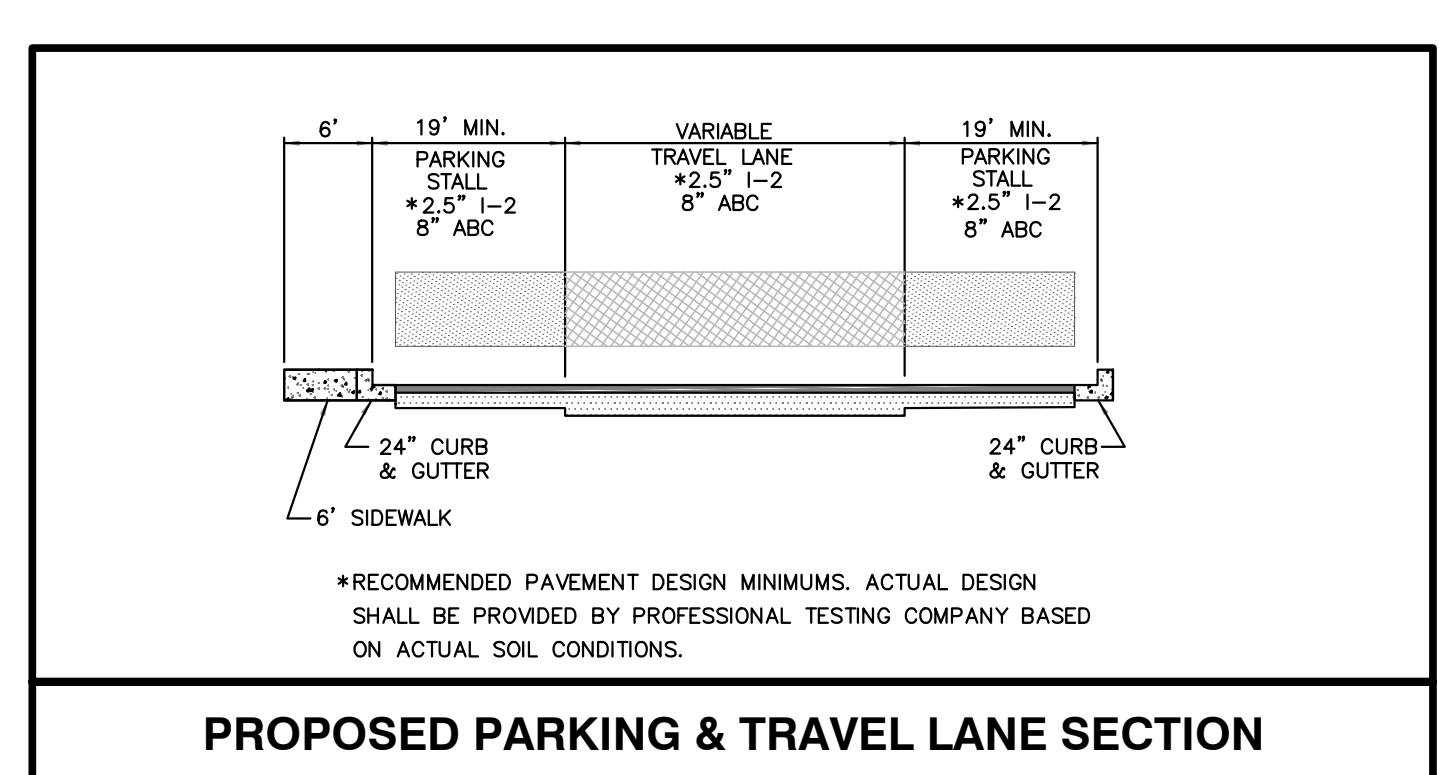 6' 19' MIN. VARIABLE 19' MIN.
PARKING
STALL
*2.5" I-2
8" ABC
TRAVEL LANE
*2.5" I-2
8" ABC
PARKING
STALL
*2.5" I-2
8" ABC
24" CURB
& GUTTER
24" CURB
& GUTTER
6' SIDEWALK
*RECOMMENDED PAVEMENT DESIGN MINIMUMS. ACTUAL DESIGN
SHALL BE PROVIDED BY PROFESSIONAL TESTING COMPANY BASED
ON ACTUAL SOIL CONDITIONS.
PROPOSED PARKING & TRAVEL LANE SECTION